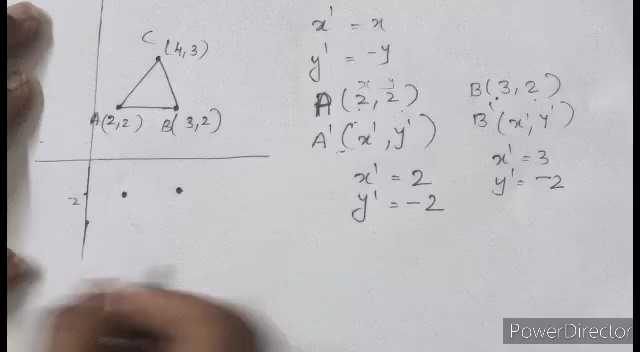 C (4,3)
A(2,2) B(3,2)
-2
x' = x
y' = -y
x y
A (2, 2)
A' (x', y')
x' = 2
y' = -2
B(3, 2)
B'(x', y')
x' = 3
y' = -2
PowerDirector